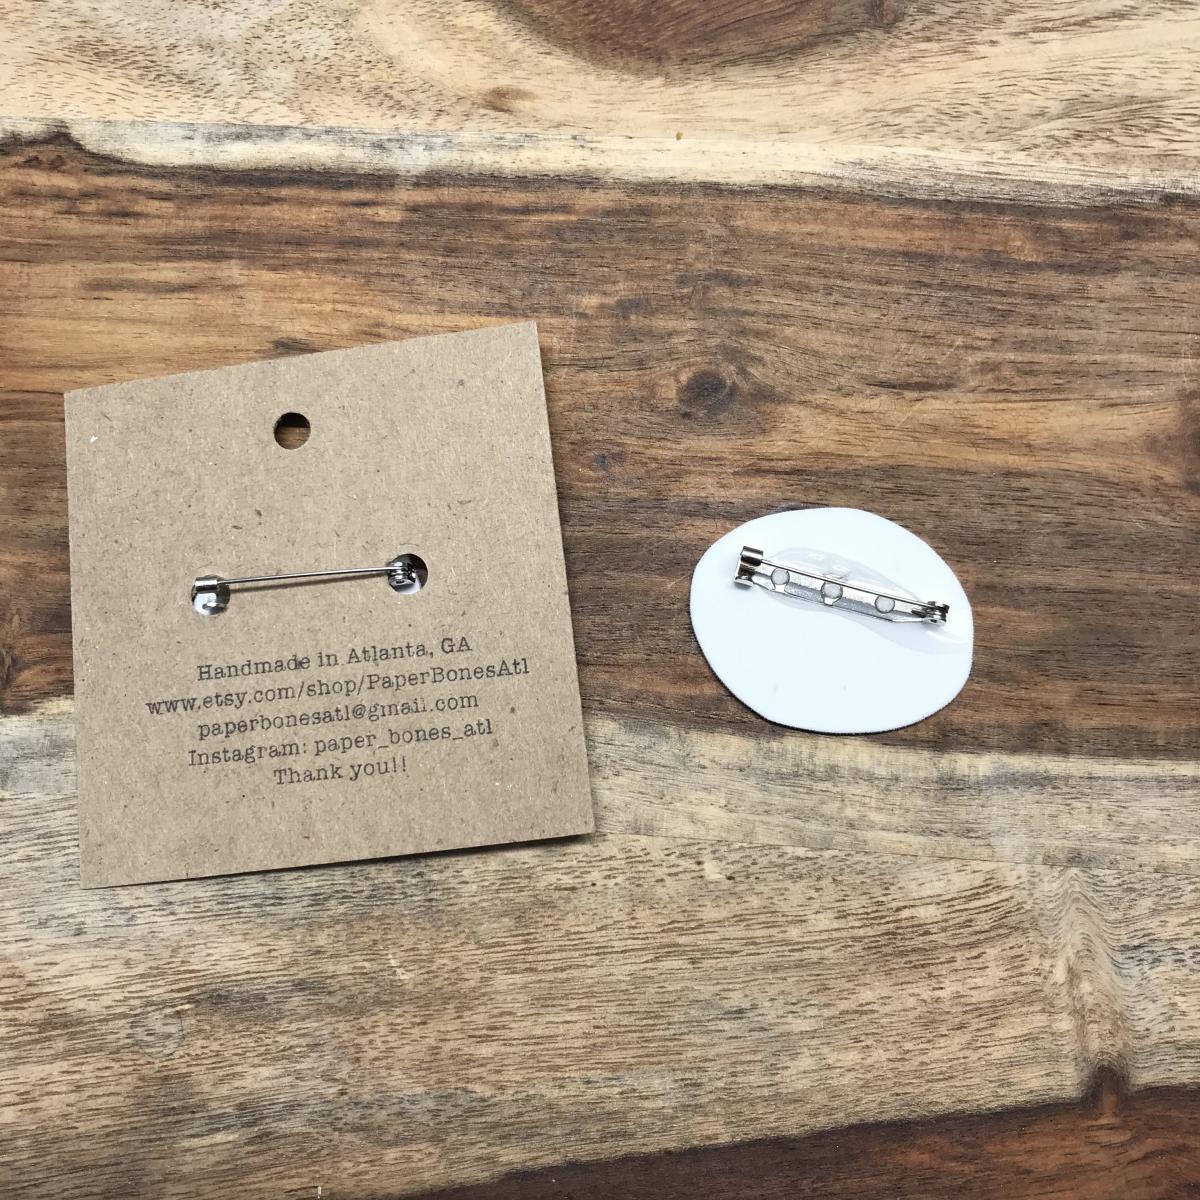 Handmade in Atlanta, GA
www.etsy.com/shop/PaperBonesAtl
paperbonesatl@gmail.com
Instagram: paper_bones_atl
Thank you!!